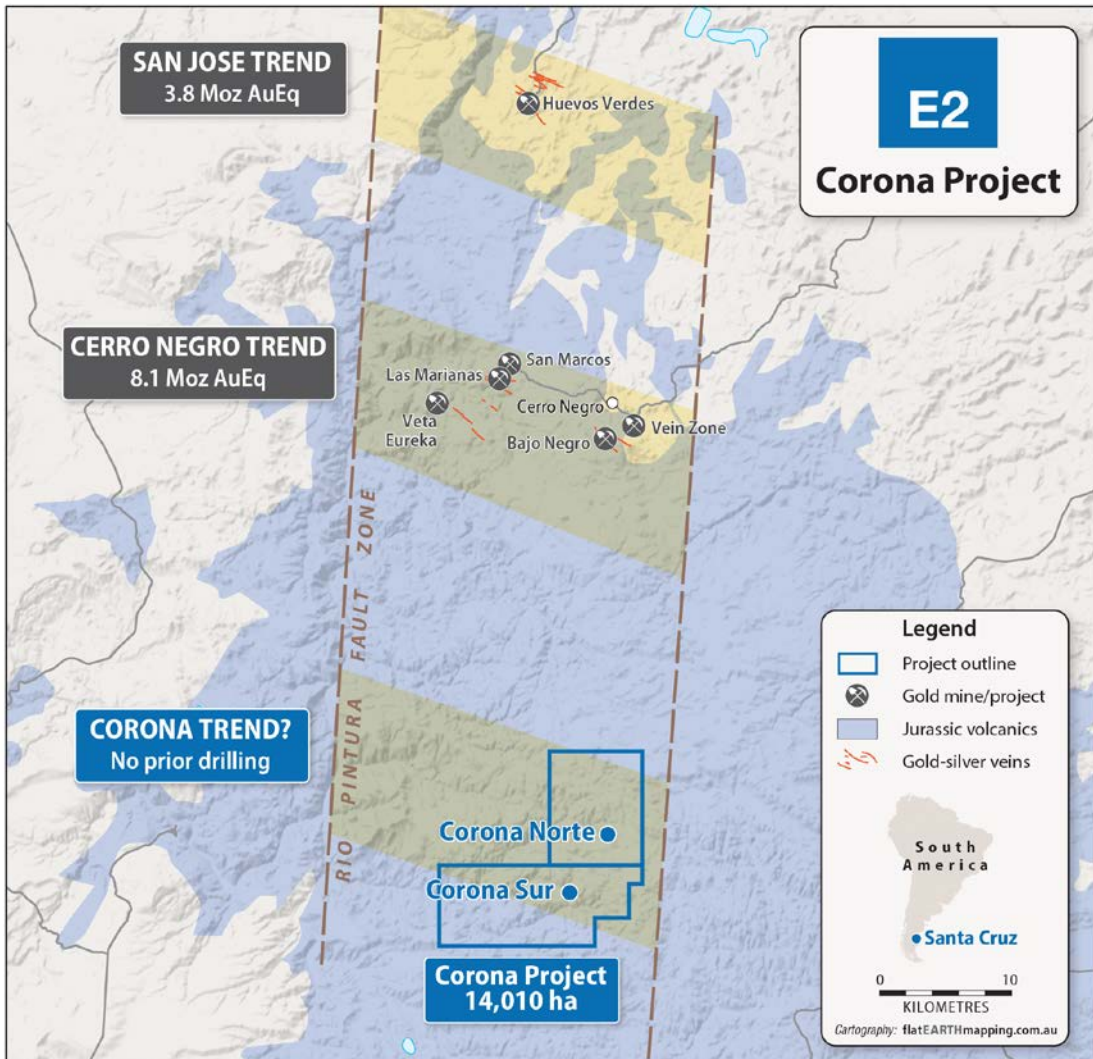 SAN JOSE TREND
3.8 Moz AuEq
Huevos Verdes
E2
Corona Project
CERRO NEGRO TREND
8.1 Moz AuEq
San Marcos
Las Marianas
Cerro Negro
Veta
Eureka
Vein Zone
Bajo Negro
RIO PINTURA FAULT ZONE
CORONA TREND?
No prior drilling
Corona Norte
Corona Sur
Corona Project
14,010 ha
Legend
Project outline
Gold mine/project
Jurassic volcanics
Gold-silver veins
South
America
Santa Cruz
0 10
KILOMETRES
Cartography: flatEARTHmapping.com.au